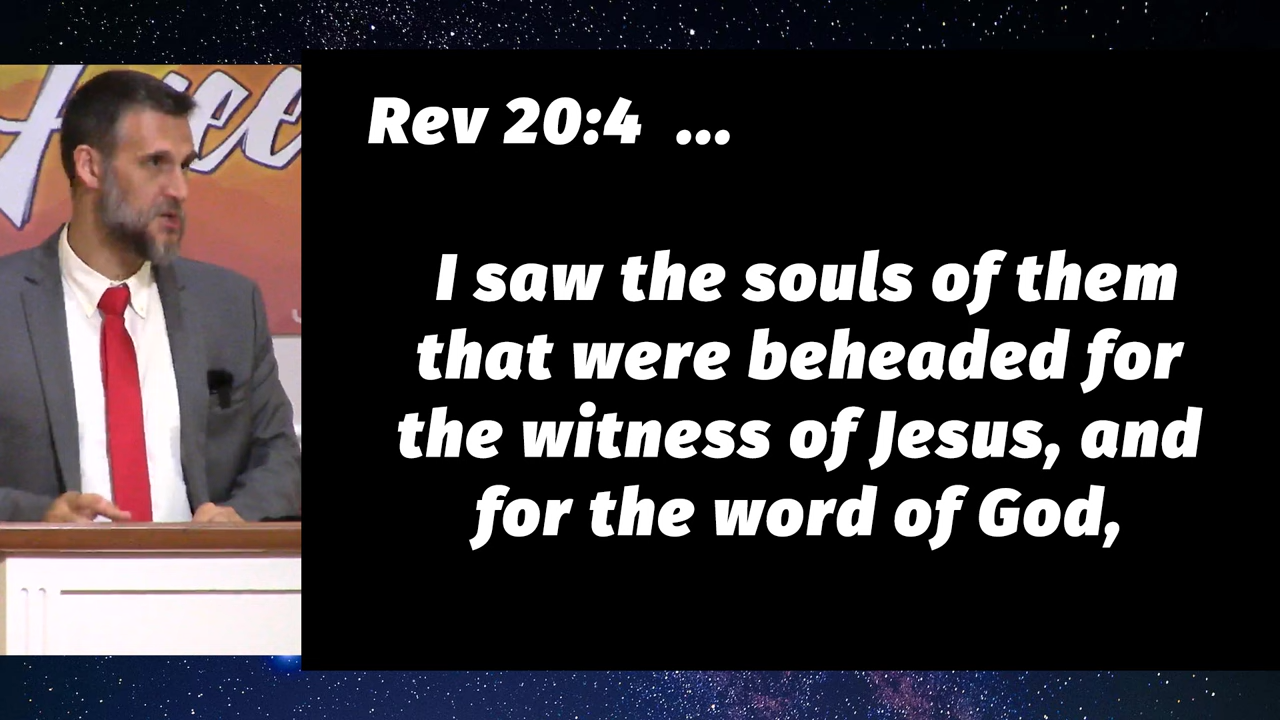 Rev 20:4 ...
I saw the souls of them
that were beheaded for
the witness of Jesus, and
for the word of God,